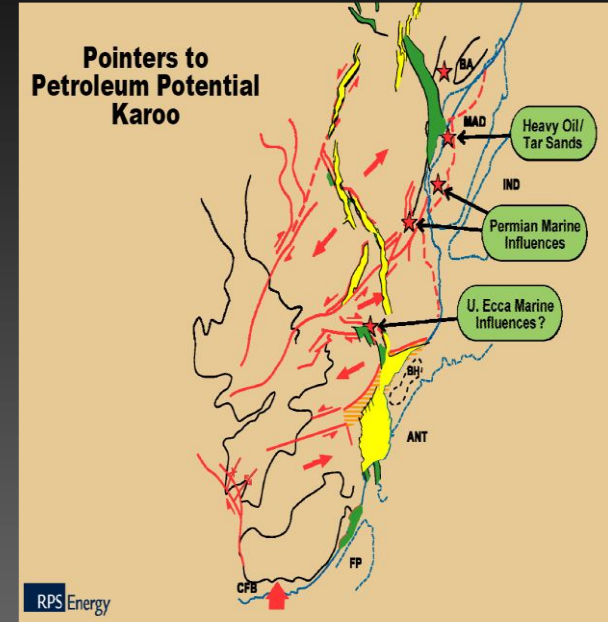 Pointers to
Petroleum Potential
Karoo
BA
MAD
Heavy Oil/
Tar Sands
IND
Permian Marine
Influences
U. Ecca Marine
Influences ?
BH
ANT
FP
CFB
RPS Energy